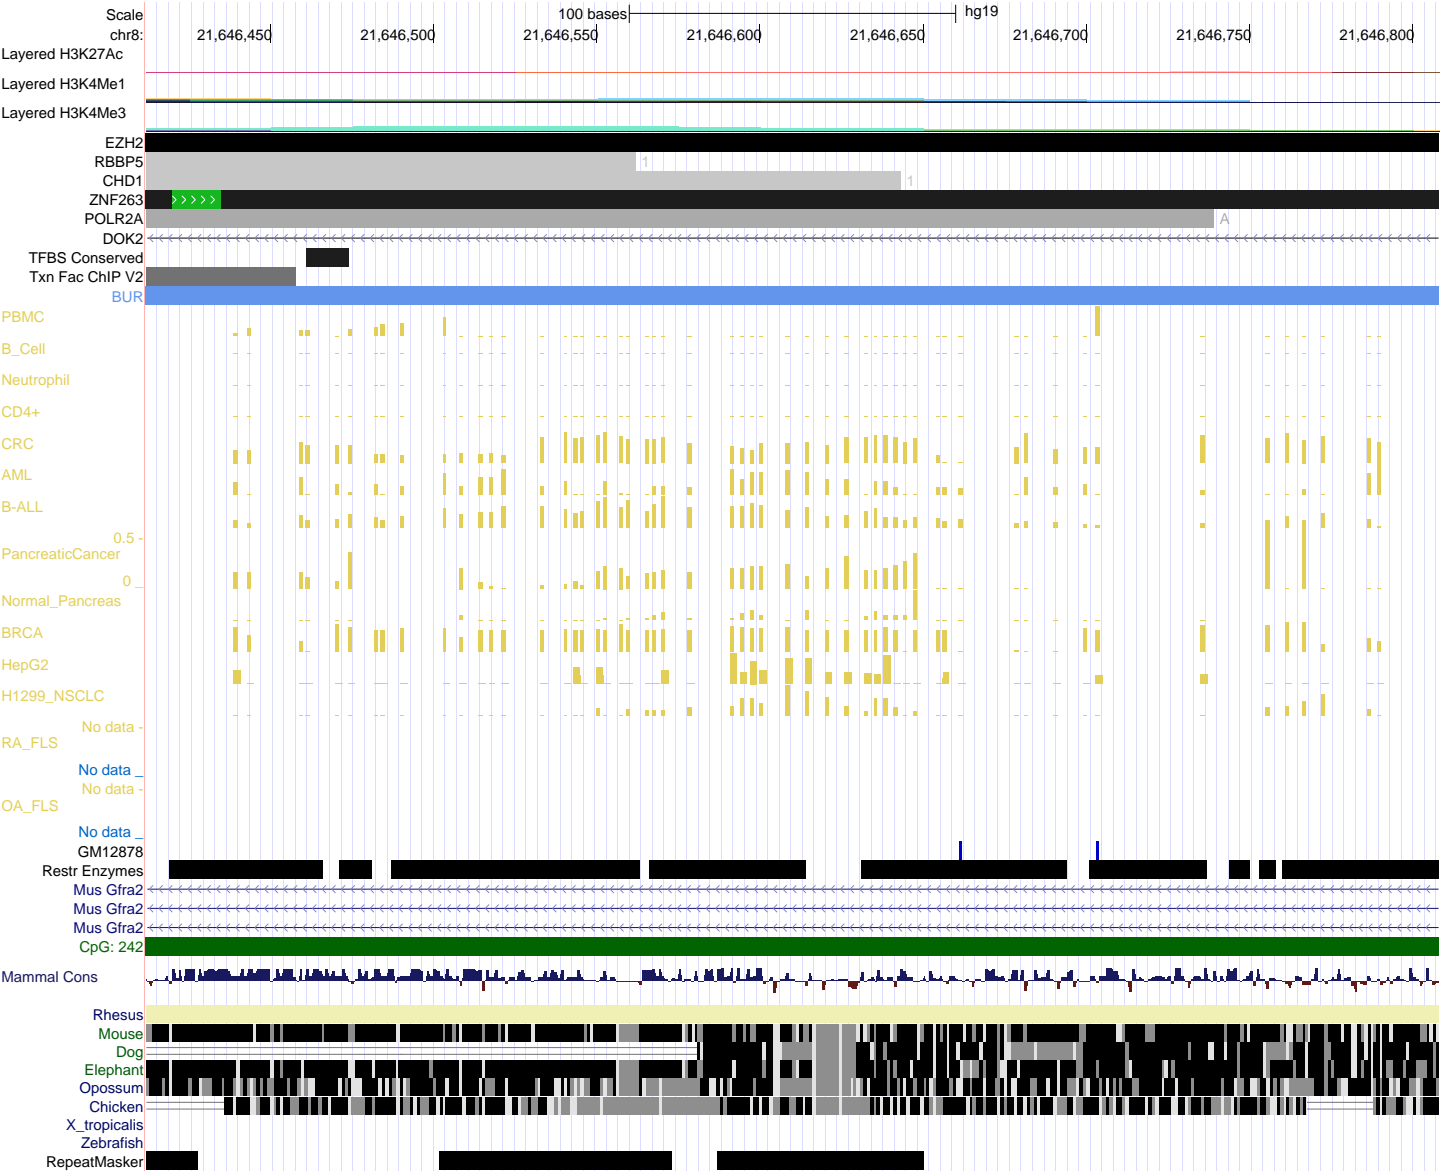 Scale 100 bases hg19
chr8: 21,646,450 21,646,500 21,646,550 21,646,600 21,646,650 21,646,700 21,646,750 21,646,800
Layered H3K27Ac
Layered H3K4Me1
Layered H3K4Me3
EZH2
RBBP5 1
CHD1 1
ZNF263
POLR2A A
DOK2
TFBS Conserved
Txn Fac ChIP V2
BUR
PBMC
B_Cell
Neutrophil
CD4+
CRC
AML
B-ALL
0.5 -
PancreaticCancer
0 _
Normal_Pancreas
BRCA
HepG2
H1299_NSCLC
No data -
RA_FLS
No data _
No data -
OA_FLS
No data _
GM12878
Restr Enzymes
Mus Gfra2
Mus Gfra2
Mus Gfra2
CpG: 242
Mammal Cons
Rhesus
Mouse
Dog
Elephant
Opossum
Chicken
X_tropicalis
Zebrafish
RepeatMasker